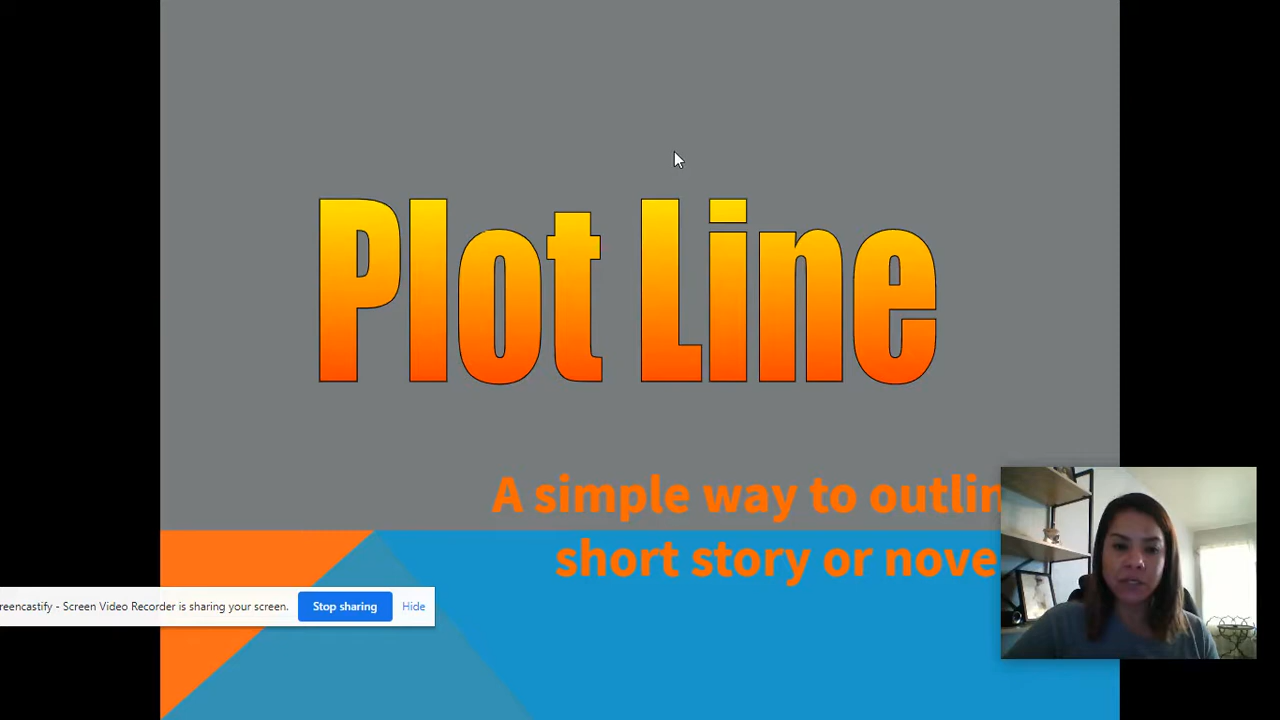 Plot Line
A simple way to outlin
short story or nove
reencastify - Screen Video Recorder is sharing your screen. Stop sharing Hide